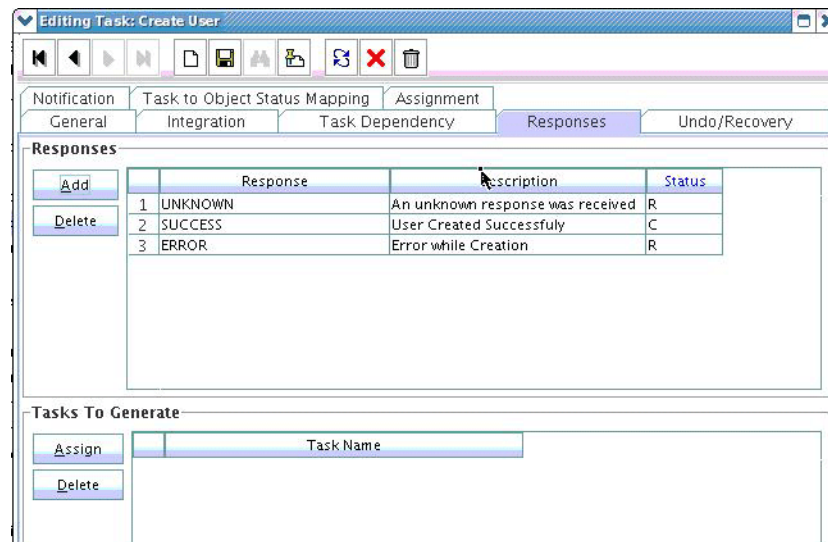 Editing Task: Create User
Notification Task to Object Status Mapping Assignment
General Integration Task Dependency Responses Undo/Recovery
Responses
Add
Delete
Response Status
1 UNKNOWN An unknown response was received R
2 SUCCESS User Created Successfuly C
3 ERROR Error while Creation R
Tasks To Generate
Assign
Delete
Task Name